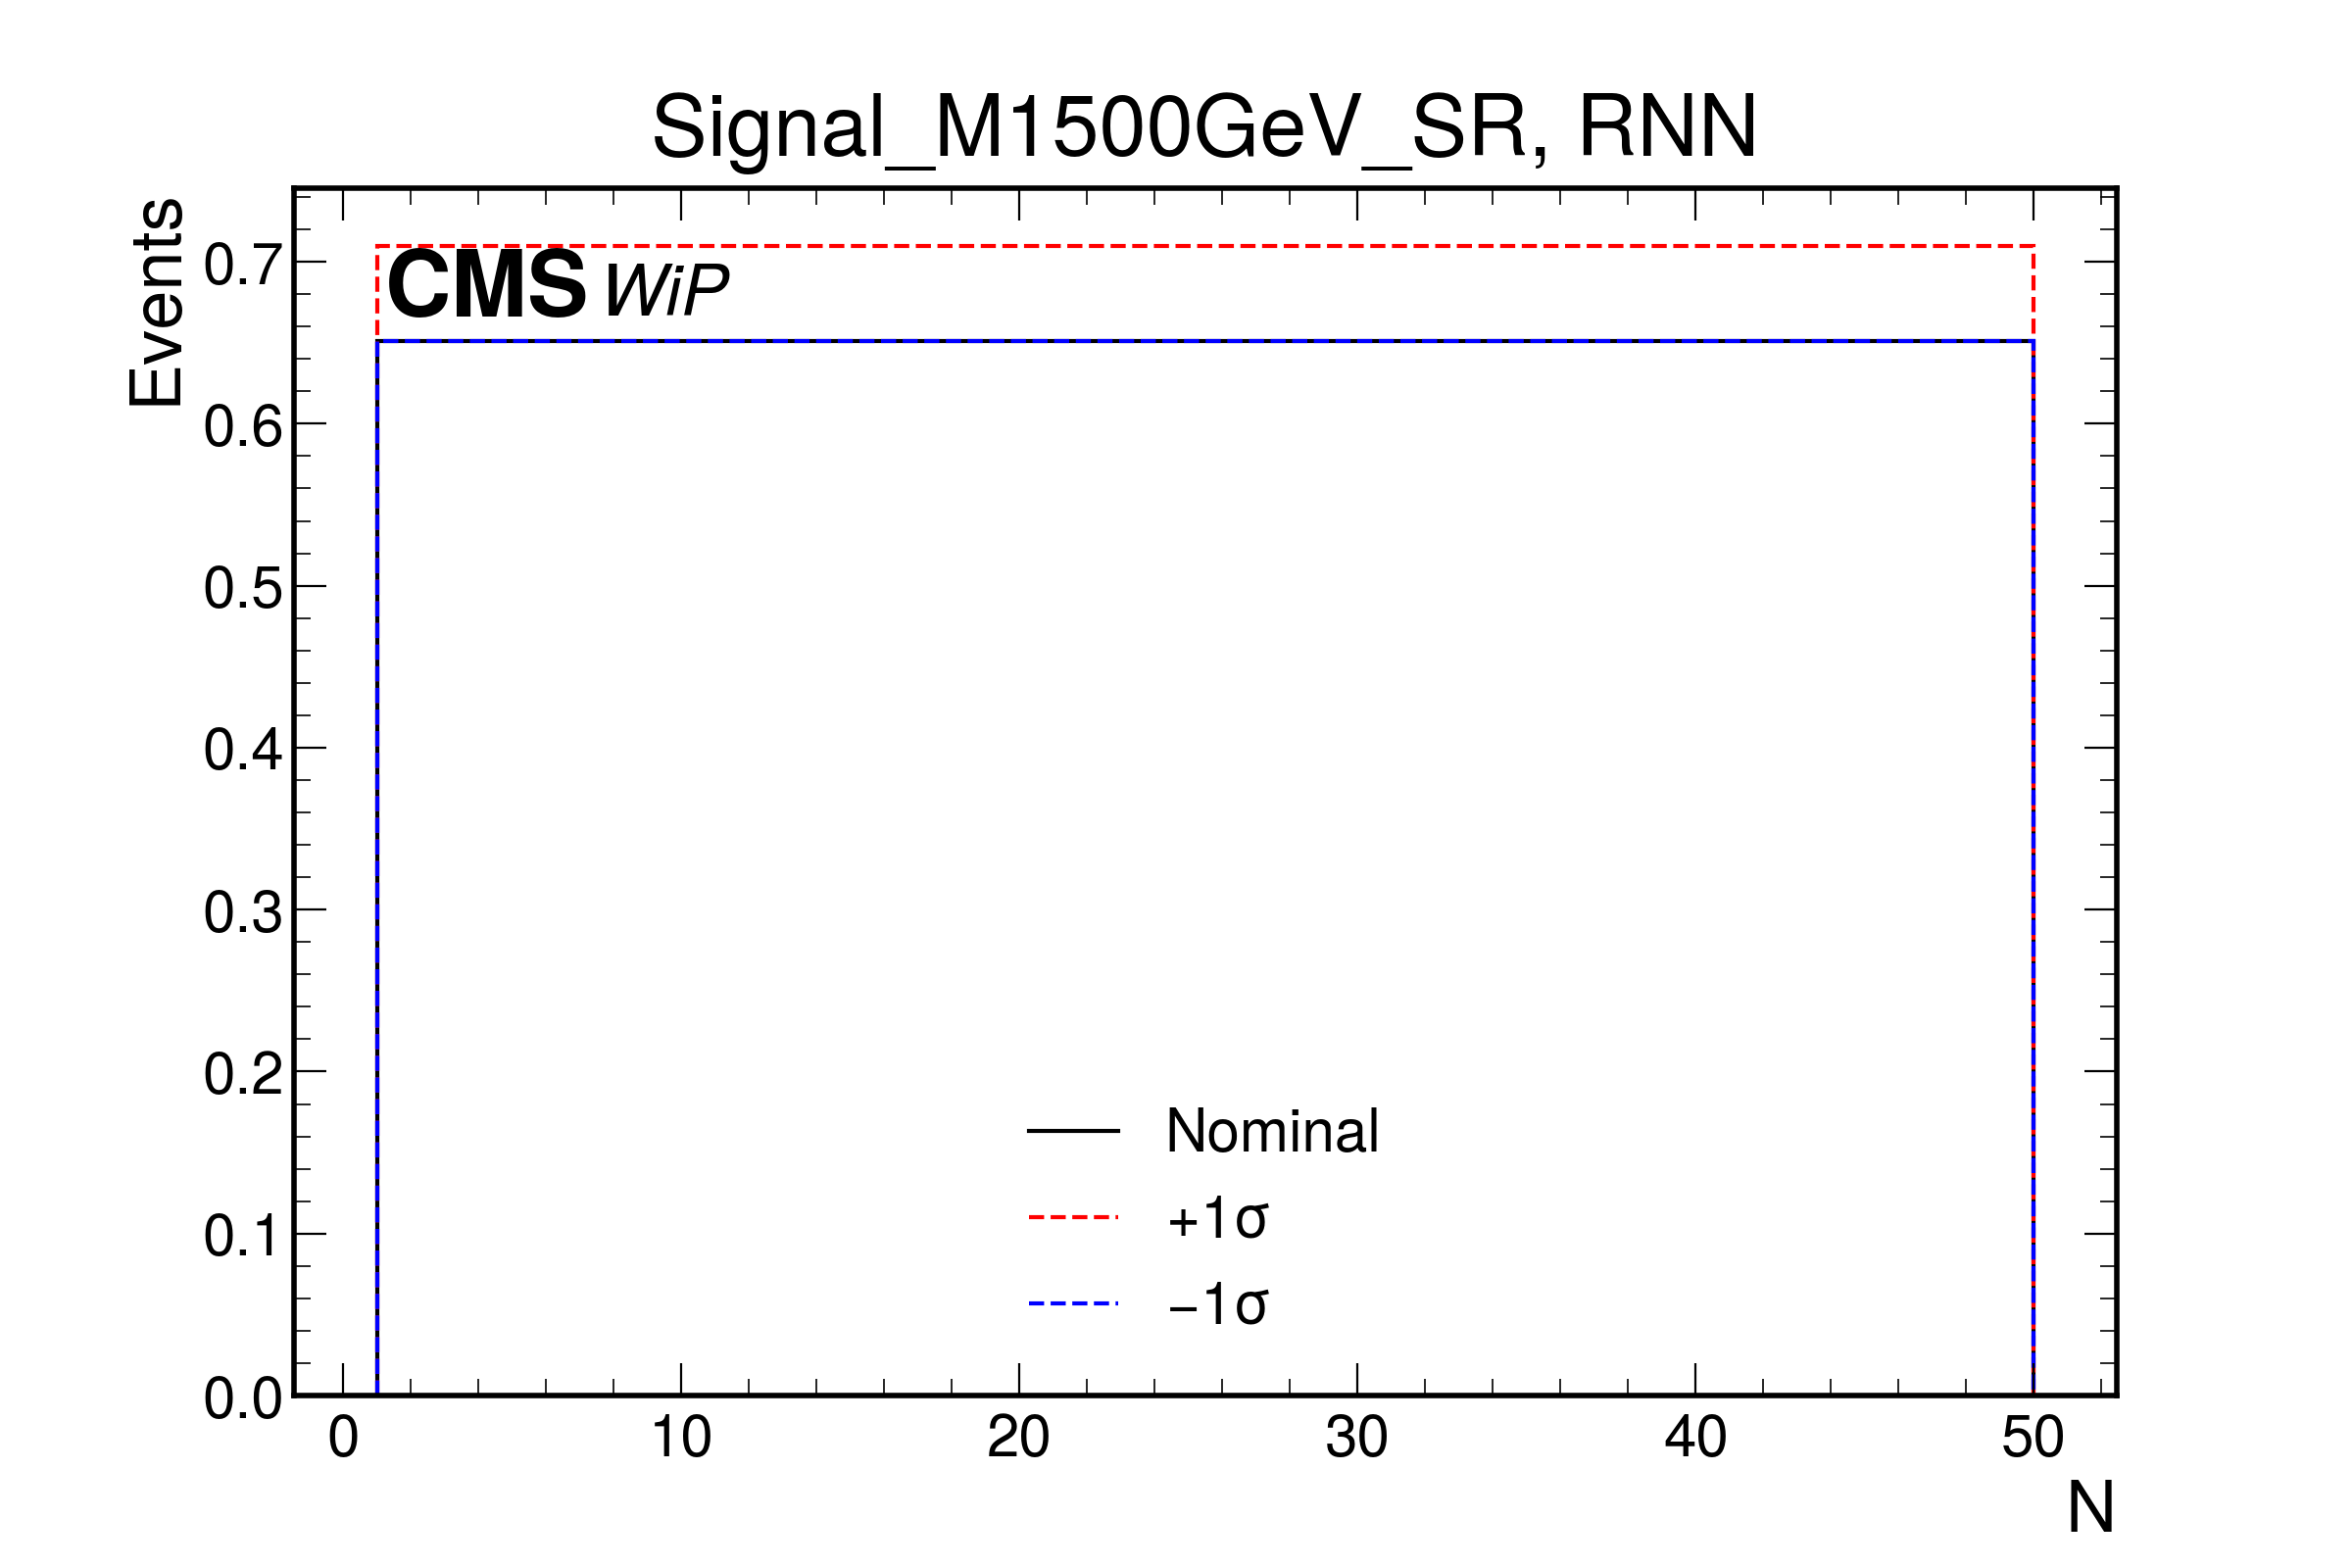 Signal_M1500GeV_SR, RNN
Events
CMS WiP
0.7
0.6
0.5
0.4
0.3
0.2
0.1
0.0
Nominal
+1σ
−1σ
0 10 20 30 40 50
N